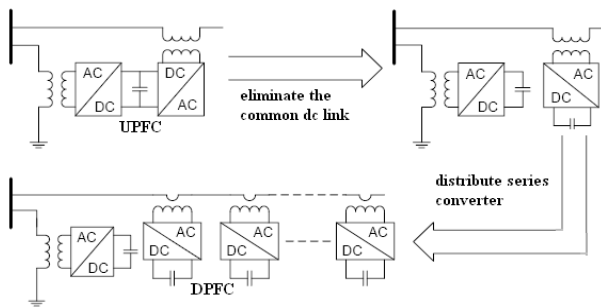 AC
DC
DC
AC
UPFC
eliminate the
common dc link
AC
DC
AC
DC
distribute series
converter
AC
DC
AC
DC
AC
DC
AC
DC
DPFC